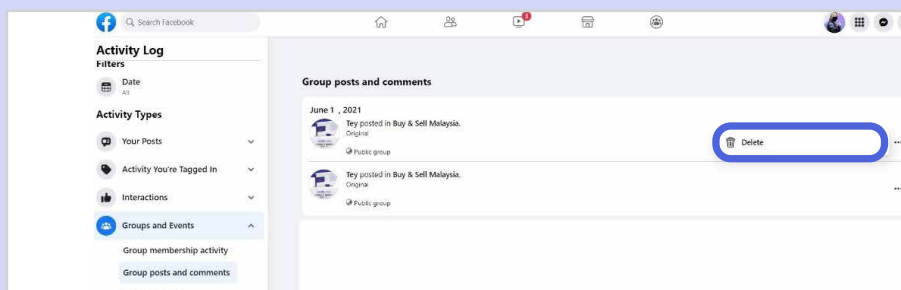 Search Facebook
8
Activity Log
Filters
Date
All
Activity Types
Your Posts
Activity You're Tagged In
Interactions
Groups and Events
Group membership activity
Group posts and comments
Group posts and comments
June 1 , 2021
Tey posted in Buy & Sell Malaysia.
Original
Public group
Delete
Tey posted in Buy & Sell Malaysia.
Original
Public group